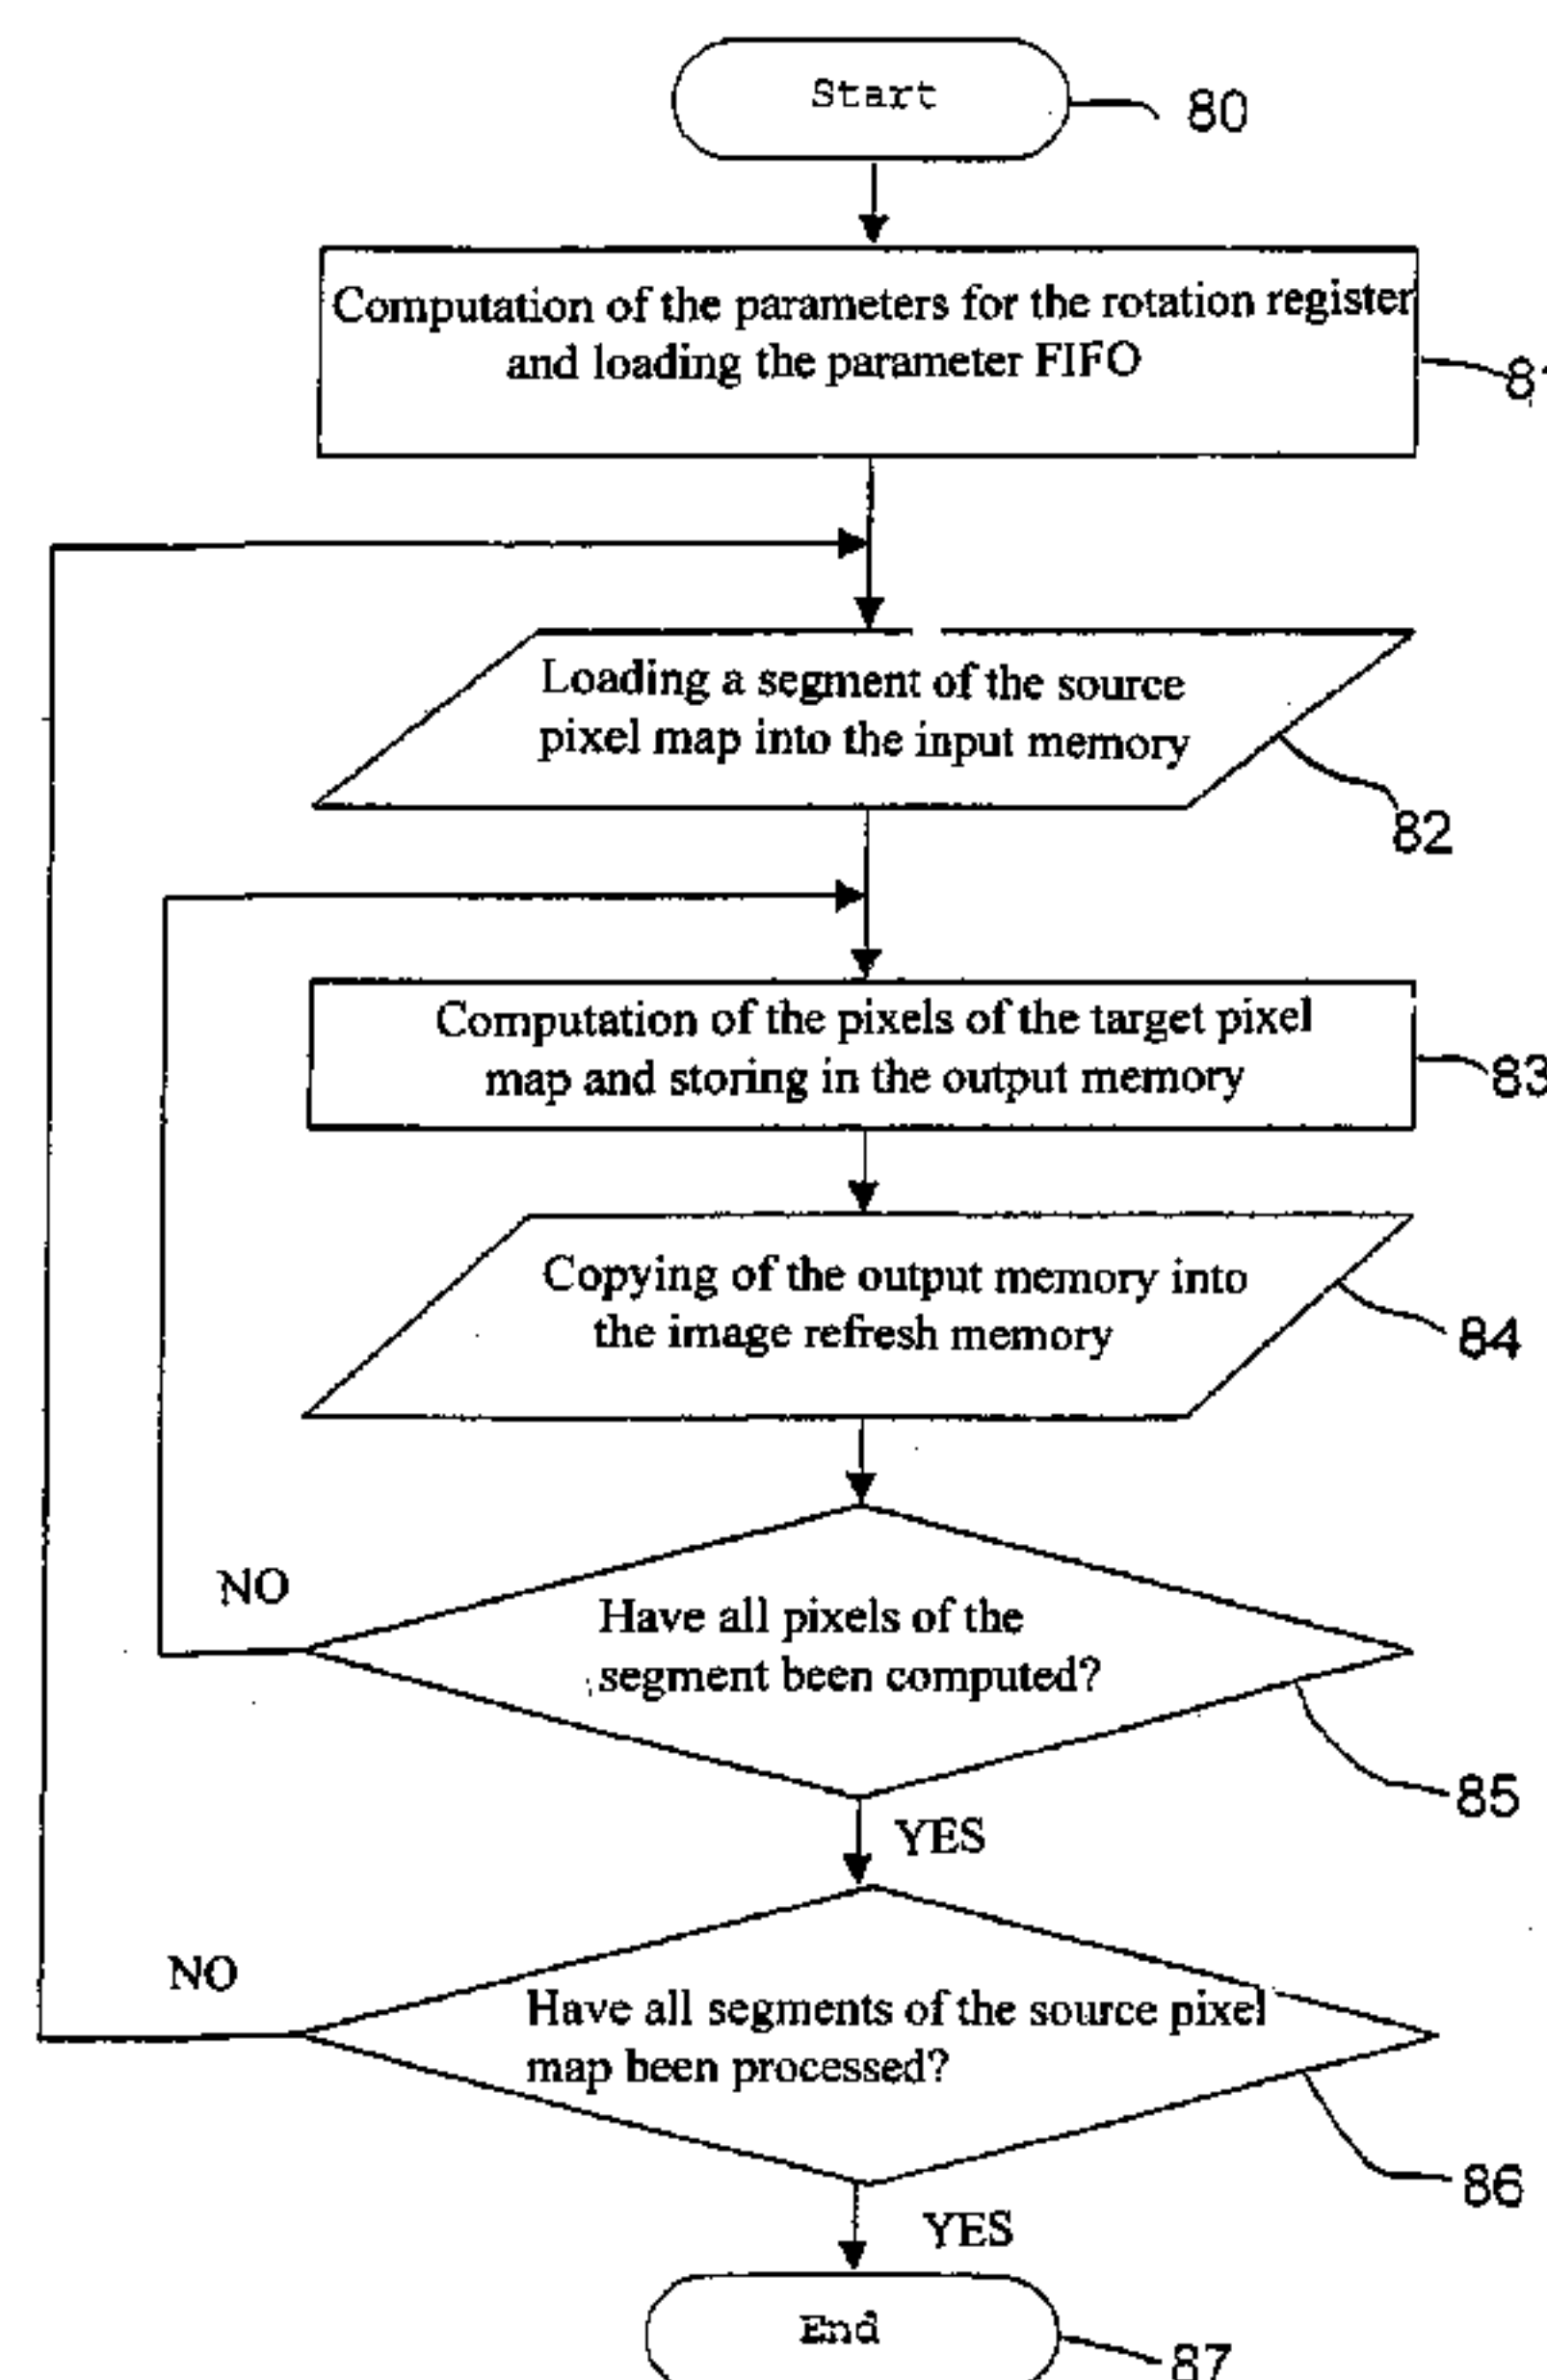 Start
80
Computation of the parameters for the rotation register
and loading the parameter FIFO
81
Loading a segment of the source
pixel map into the input memory
82
Computation of the pixels of the target pixel
map and storing in the output memory
83
Copying of the output memory into
the image refresh memory
84
NO
Have all pixels of the
segment been computed?
85
YES
NO
Have all segments of the source pixel
map been processed?
86
YES
End
87